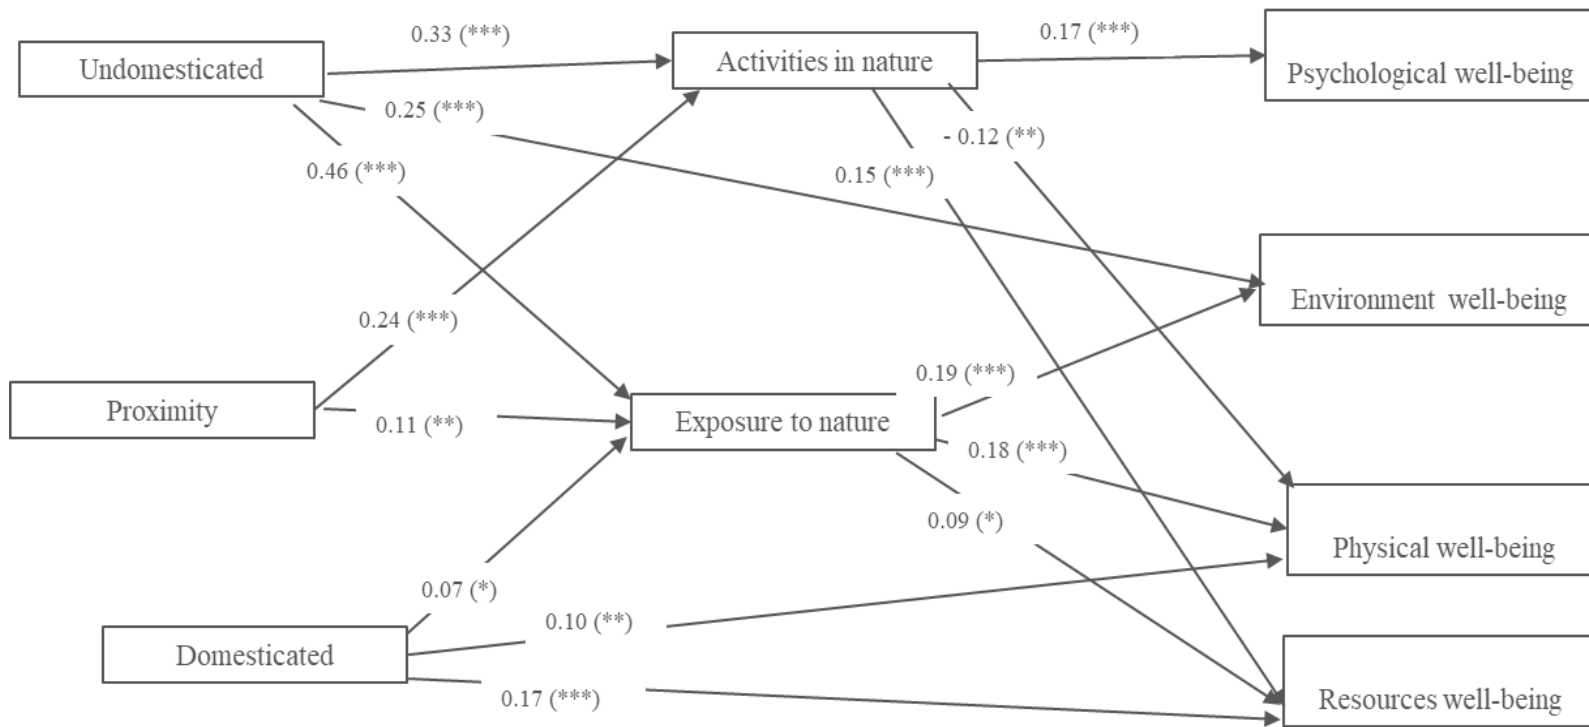 0.33 (***)
0.17 (***)
Undomesticated
Activities in nature
Psychological well-being
0.25 (***)
- 0.12 (**)
0.46 (***)
0.15 (***)
Environment well-being
0.24 (***)
0.19 (***)
Proximity
0.11 (**)
Exposure to nature
0.18 (***)
0.09 (*)
Physical well-being
0.07 (*)
0.10 (**)
Domesticated
0.17 (***)
Resources well-being